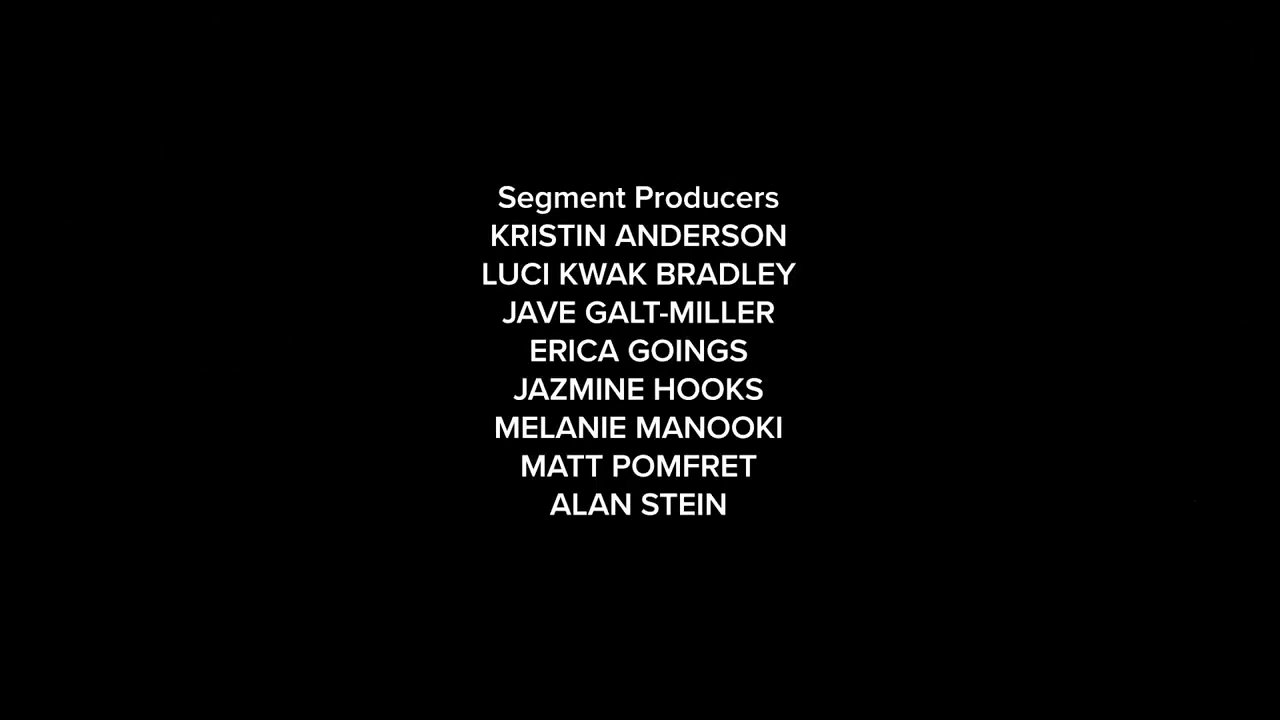 Segment Producers
KRISTIN ANDERSON
LUCI KWAK BRADLEY
JAVE GALT-MILLER
ERICA GOINGS
JAZMINE HOOKS
MELANIE MANOOKI
MATT POMFRET
ALAN STEIN